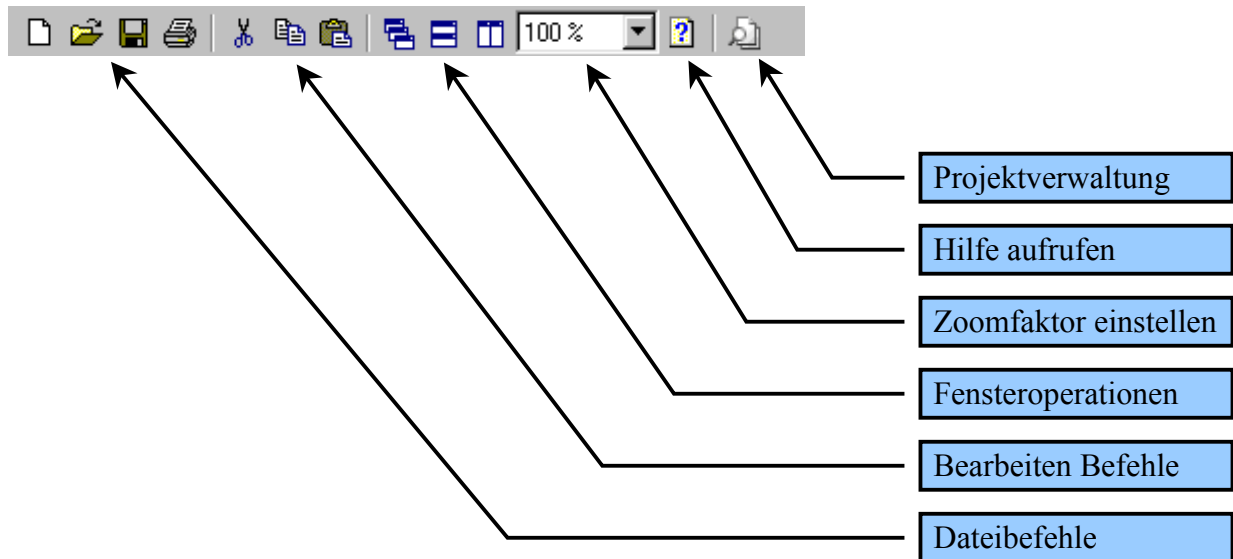 100 %
?
Projektverwaltung
Hilfe aufrufen
Zoomfaktor einstellen
Fensteroperationen
Bearbeiten Befehle
Dateibefehle